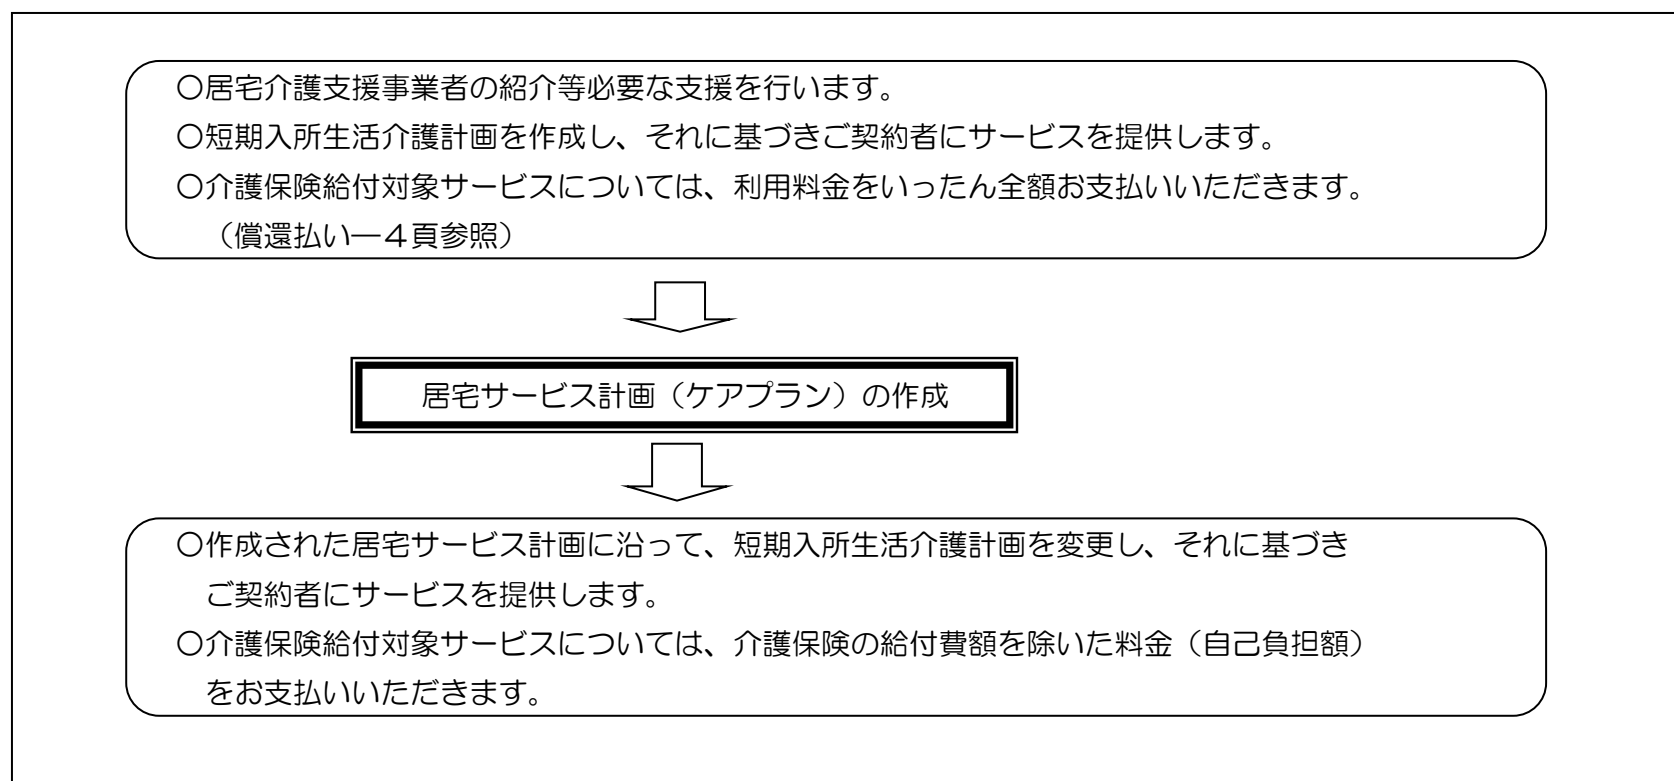 〇居宅介護支援事業者の紹介等必要な支援を行います。
〇短期入所生活介護計画を作成し、それに基づきご契約者にサービスを提供します。
〇介護保険給付対象サービスについては、利用料金をいったん全額お支払いいただきます。
（償還払い―４頁参照）
居宅サービス計画（ケアプラン）の作成
〇作成された居宅サービス計画に沿って、短期入所生活介護計画を変更し、それに基づき
ご契約者にサービスを提供します。
〇介護保険給付対象サービスについては、介護保険の給付費額を除いた料金（自己負担額）
をお支払いいただきます。